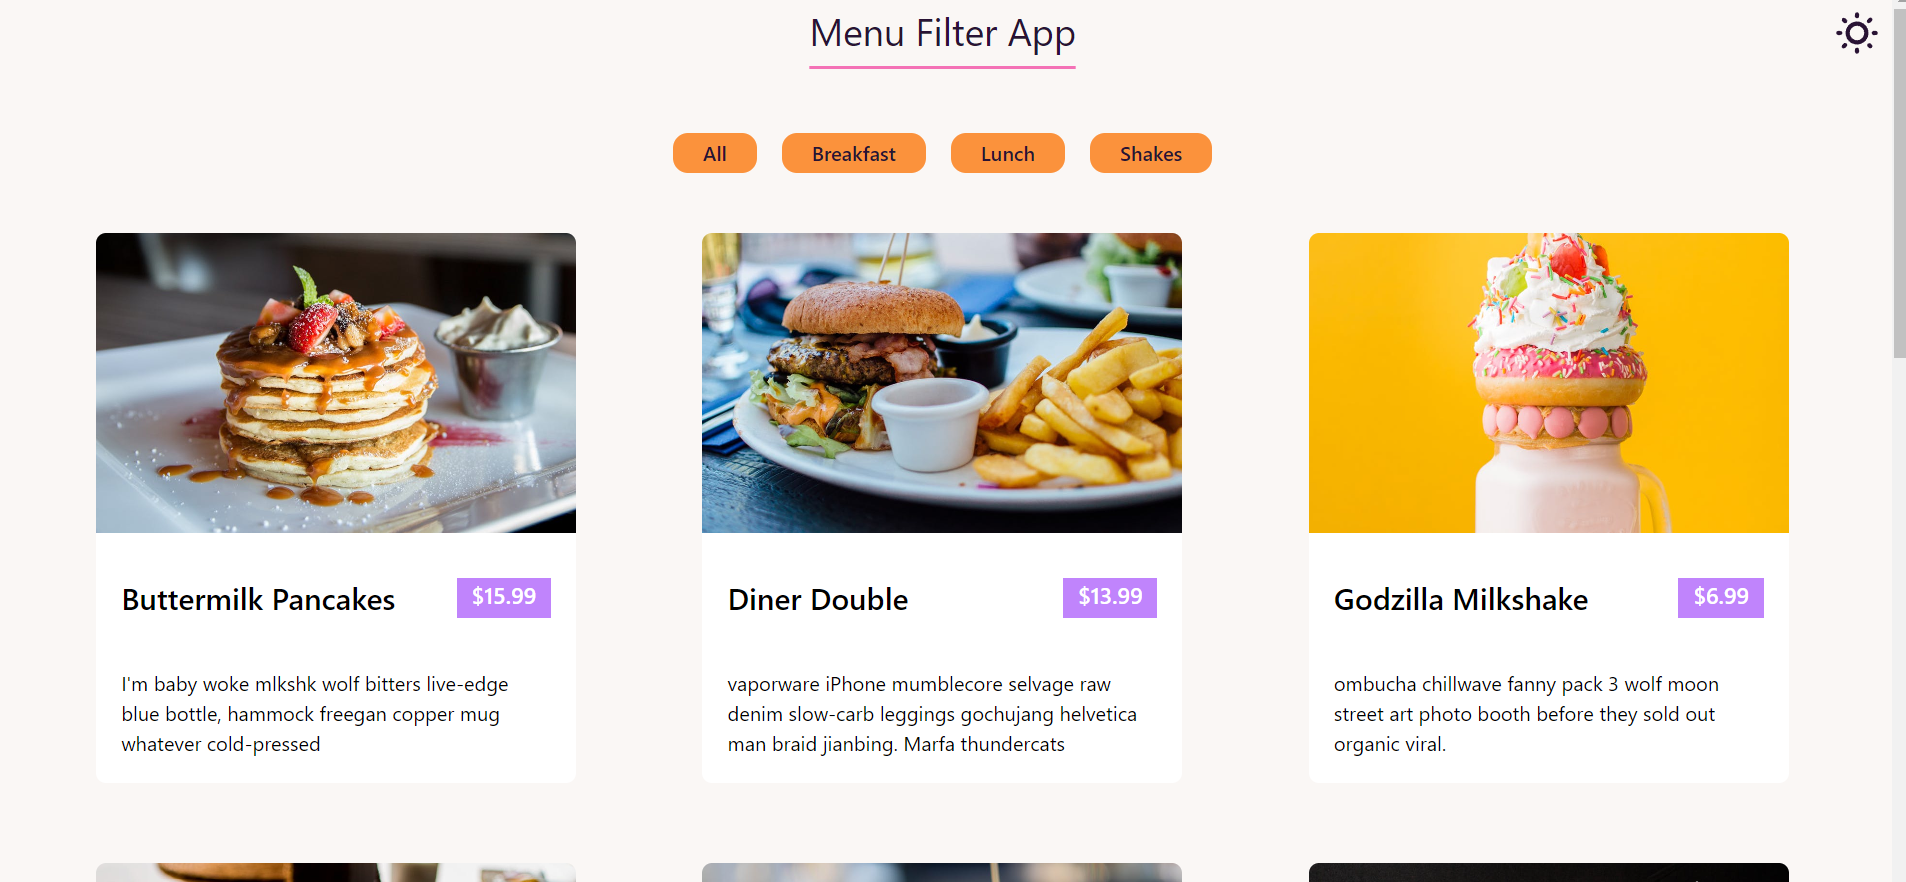 Menu Filter App
All
Breakfast
Lunch
Shakes
Buttermilk Pancakes
$15.99
I'm baby woke mlkshk wolf bitters live-edge
blue bottle, hammock freegan copper mug
whatever cold-pressed
Diner Double
$13.99
vaporware iPhone mumblecore selvage raw
denim slow-carb leggings gochujang helvetica
man braid jianbing. Marfa thundercats
Godzilla Milkshake
$6.99
ombucha chillwave fanny pack 3 wolf moon
street art photo booth before they sold out
organic viral.